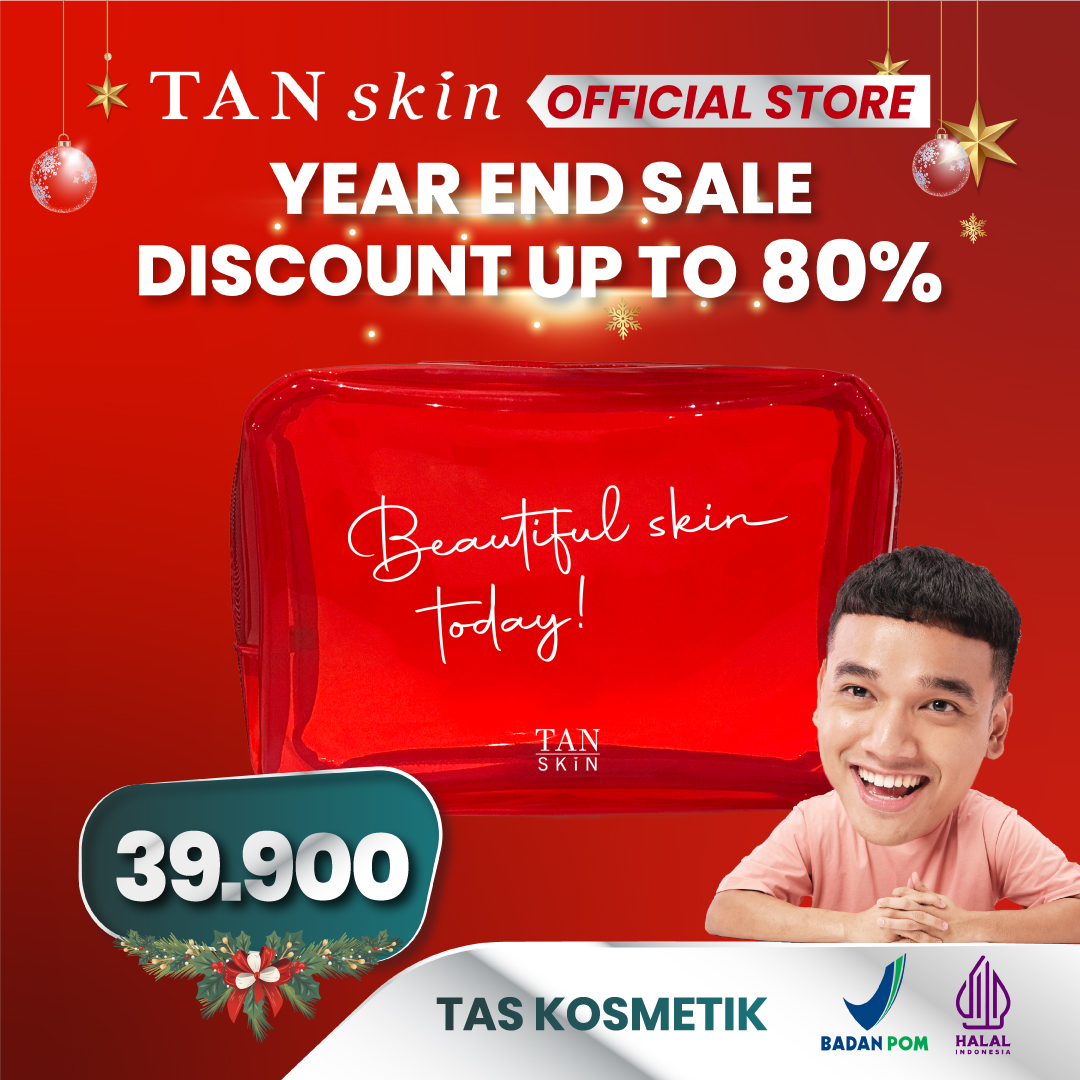 TAN skin OFFICIAL STORE
YEAR END SALE
DISCOUNT UP TO 80%
Beautiful skin
today!
TAN
SKiN
39.900
TAS KOSMETIK
BADAN POM
HALAL
INDONESIA